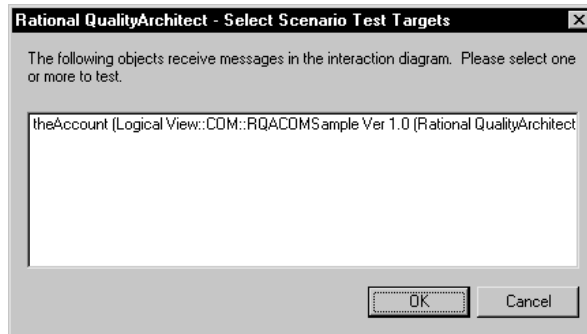 Rational QualityArchitect - Select Scenario Test Targets
The following objects receive messages in the interaction diagram. Please select one
or more to test.
theAccount (Logical View::COM::RQACOMSample Ver 1.0 (Rational QualityArchitect
OK
Cancel